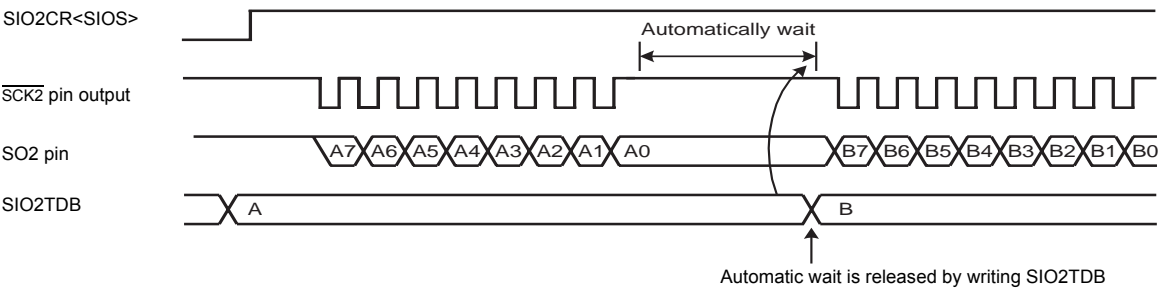 SIO2CR<SIOS>
Automatically wait
SCK2 pin output
SO2 pin
A7 A6 A5 A4 A3 A2 A1 A0 B7 B6 B5 B4 B3 B2 B1 B0
SIO2TDB
A B
Automatic wait is released by writing SIO2TDB